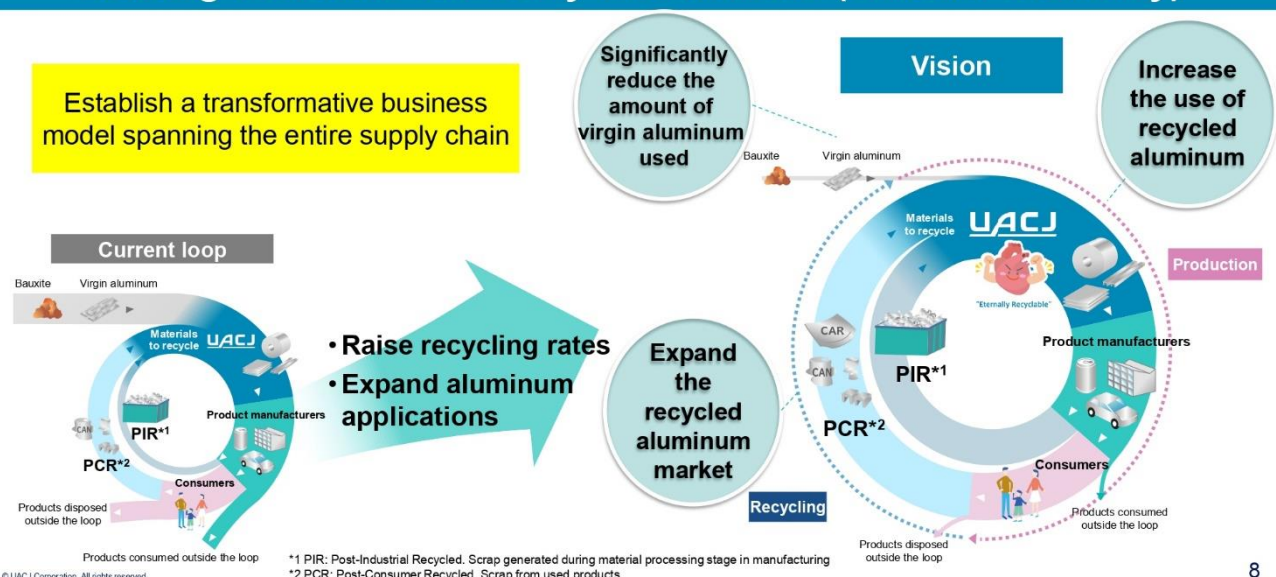 Establish a transformative business
model spanning the entire supply chain
Significantly
reduce the
amount of
virgin aluminum
used
Vision
Increase
the use of
recycled
aluminum
Bauxite
Virgin aluminum
Current loop
Bauxite
Virgin aluminum
Materials
to recycle
UACJ
PIR*1
CAN
PCR*2
Product manufacturers
Consumers
Products disposed
outside the loop
Products consumed outside the loop
• Raise recycling rates
• Expand aluminum
applications
Expand
the
recycled
aluminum
market
Materials
to recycle
UACJ
"Eternally Recyclable"
Production
CAR
CAN
PIR*1
PCR*2
Product manufacturers
Consumers
Recycling
Products consumed
outside the loop
Products disposed
outside the loop
*1 PIR: Post-Industrial Recycled. Scrap generated during material processing stage in manufacturing
*2 PCR: Post-Consumer Recycled. Scrap from used products
© UACJ Corporation. All rights reserved.
8